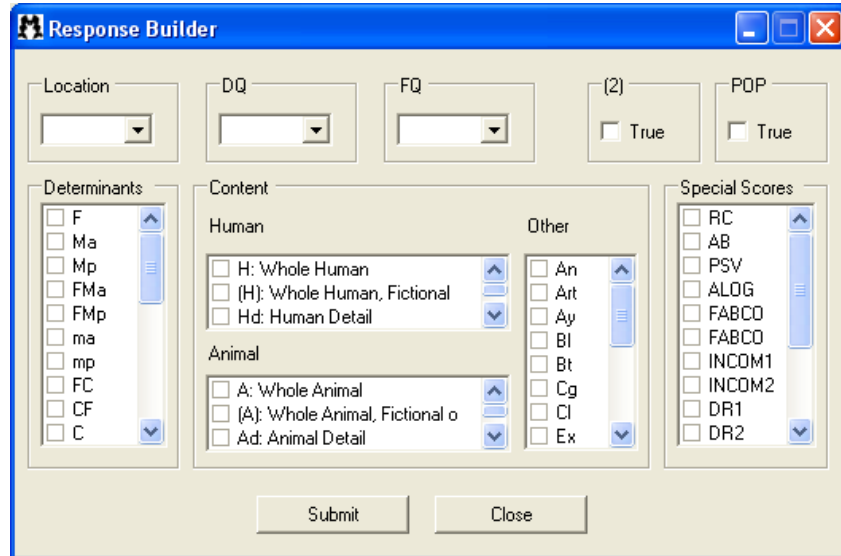 Response Builder
Location
DQ
FQ
(2)
True
POP
True
Determinants
F
Ma
Mp
FMa
FMp
ma
mp
FC
CF
C
Content
Human
H: Whole Human
(H): Whole Human, Fictional
Hd: Human Detail
Animal
A: Whole Animal
(A): Whole Animal, Fictional o
Ad: Animal Detail
Other
An
Art
Ay
Bl
Bt
Cg
Cl
Ex
Special Scores
RC
AB
PSV
ALOG
FABCO
FABCO
INCOM1
INCOM2
DR1
DR2
Submit
Close